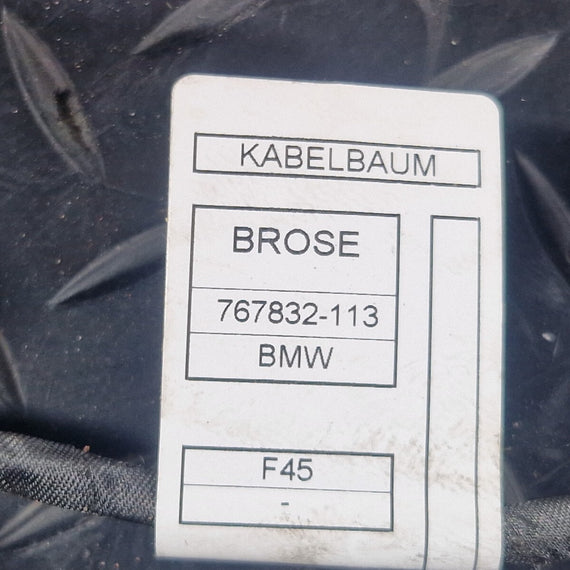 KABELBAUM
BROSE
767832-113
BMW
F45
-